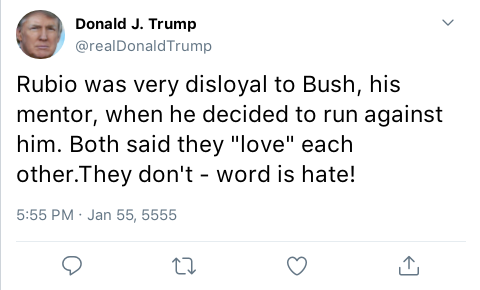 Donald J. Trump
@realDonaldTrump
Rubio was very disloyal to Bush, his
mentor, when he decided to run against
him. Both said they "love" each
other.They don't - word is hate!
5:55 PM · Jan 55, 5555